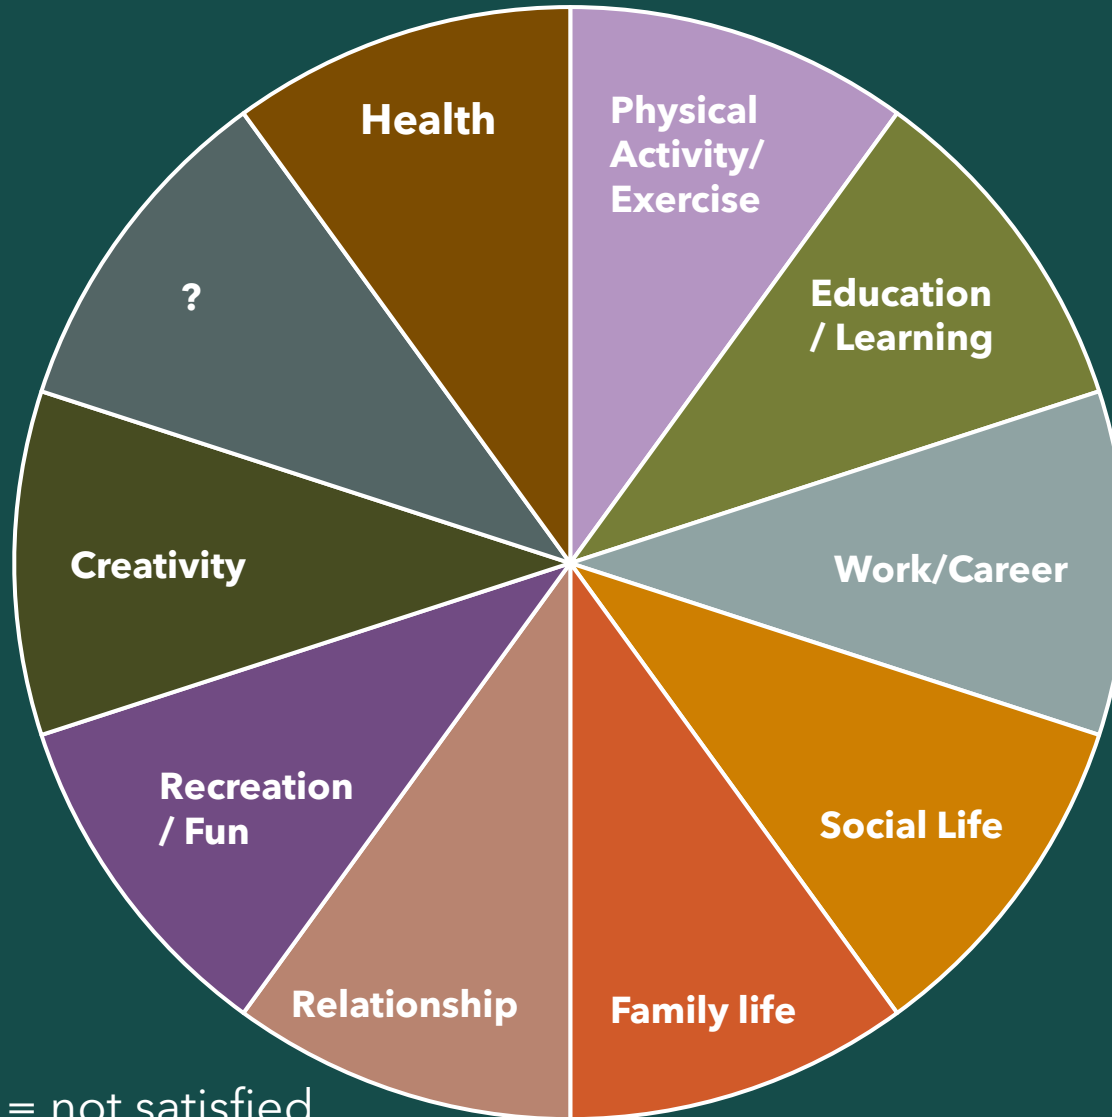 Health
Physical
Activity/
Exercise
Education
/ Learning
?
Work/Career
Creativity
Recreation
/ Fun
Social Life
Relationship
Family life
= not satisfied